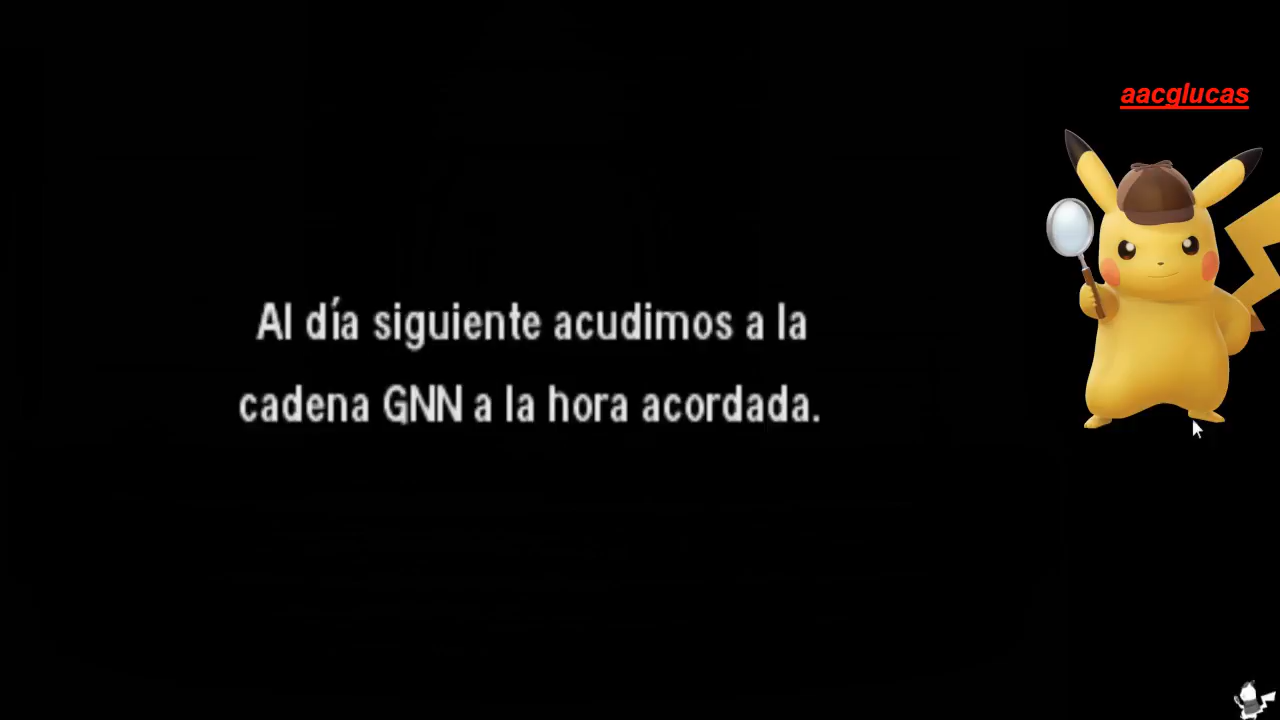 aacglucas
Al día siguiente acudimos a la
cadena GNN a la hora acordada.